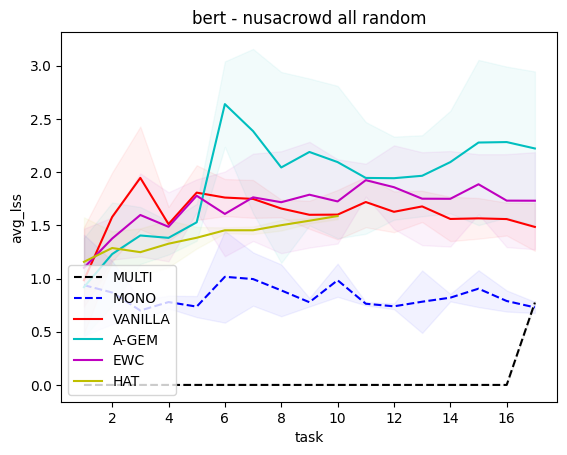 bert - nusacrowd all random
avg_lss
3.0
2.5
2.0
1.5
1.0
0.5
0.0
MULTI
MONO
VANILLA
A-GEM
EWC
HAT
2 4 6 8 10 12 14 16
task